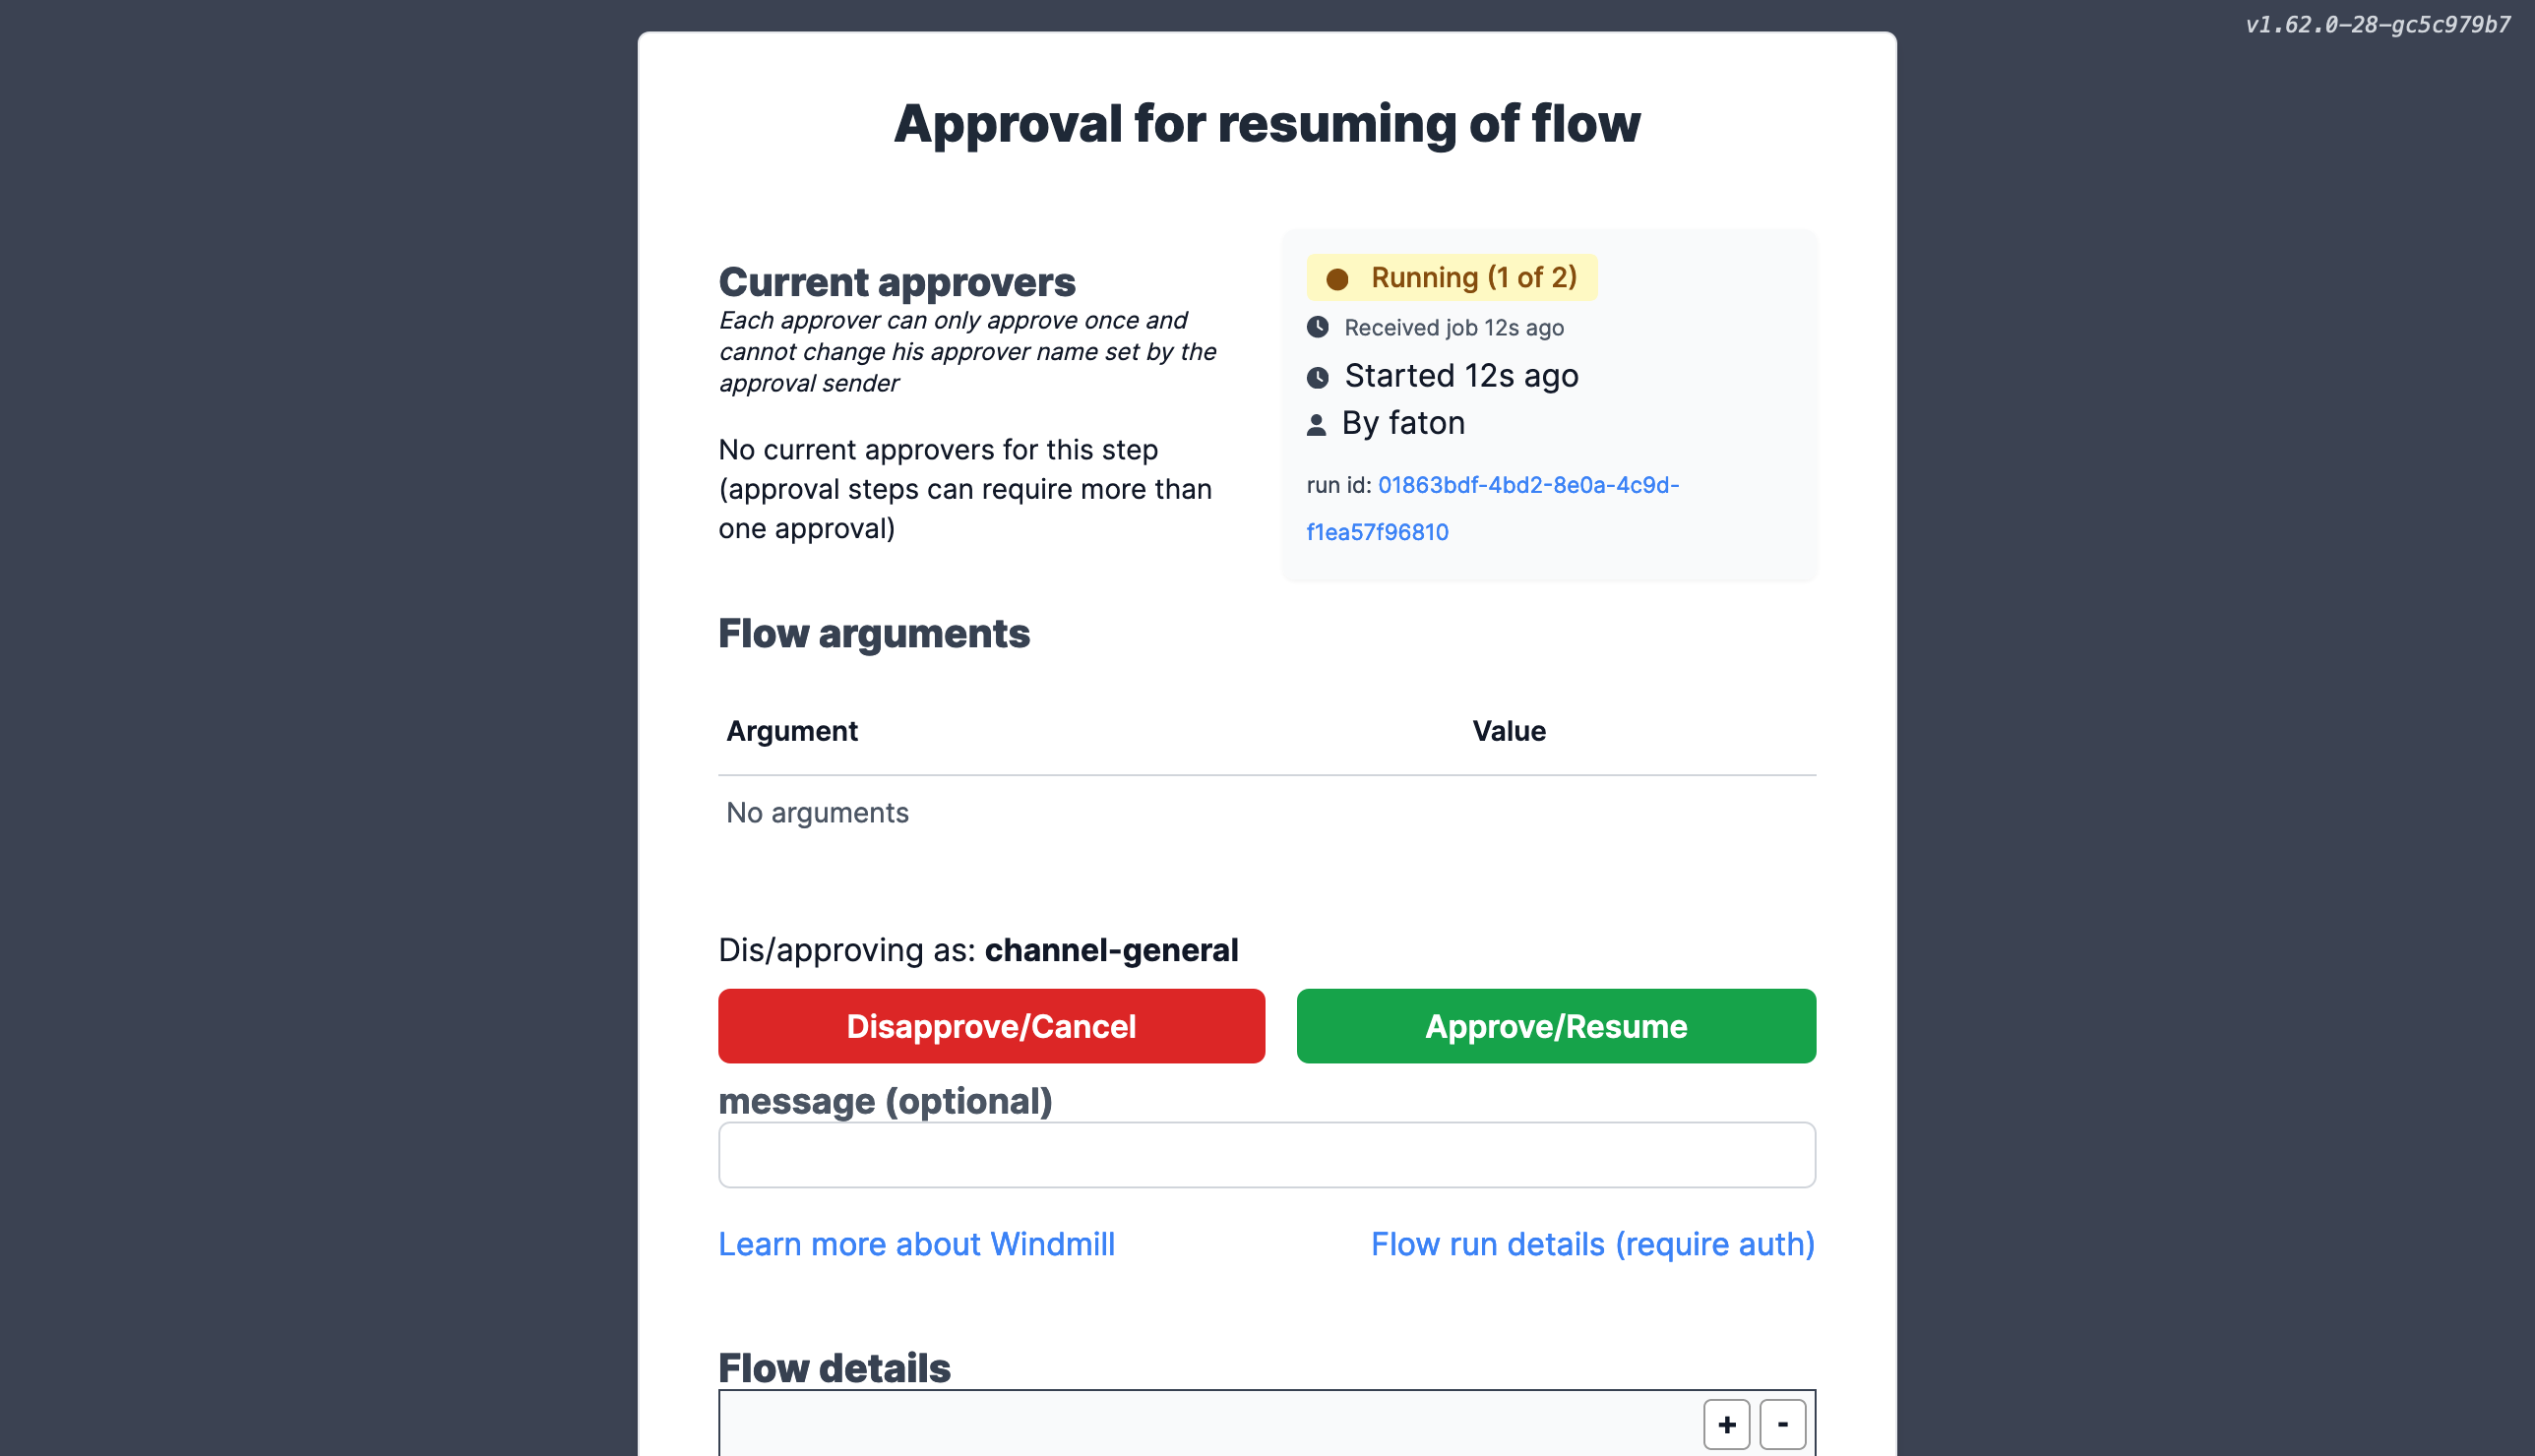 v1.62.0-28-gc5c979b7
Approval for resuming of flow
Current approvers
Each approver can only approve once and
cannot change his approver name set by the
approval sender
No current approvers for this step
(approval steps can require more than
one approval)
Running (1 of 2)
Received job 12s ago
Started 12s ago
By faton
run id: 01863bdf-4bd2-8e0a-4c9d-
f1ea57f96810
Flow arguments
Argument Value
No arguments
Dis/approving as: channel-general
Disapprove/Cancel Approve/Resume
message (optional)
Learn more about Windmill Flow run details (require auth)
Flow details
+ -